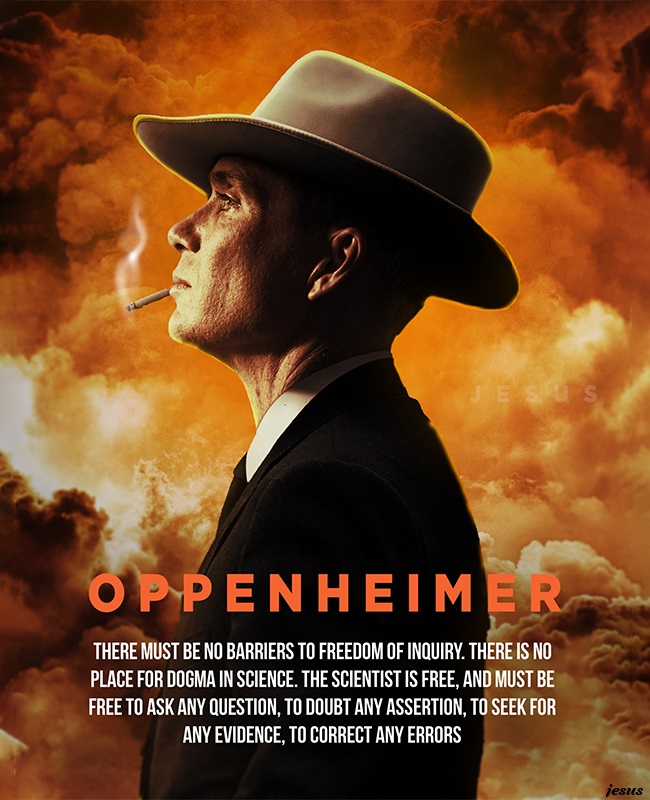 JESUS
OPPENHEIMER
THERE MUST BE NO BARRIERS TO FREEDOM OF INQUIRY. THERE IS NO
PLACE FOR DOGMA IN SCIENCE. THE SCIENTIST IS FREE, AND MUST BE
FREE TO ASK ANY QUESTION, TO DOUBT ANY ASSERTION, TO SEEK FOR
ANY EVIDENCE, TO CORRECT ANY ERRORS
jesus